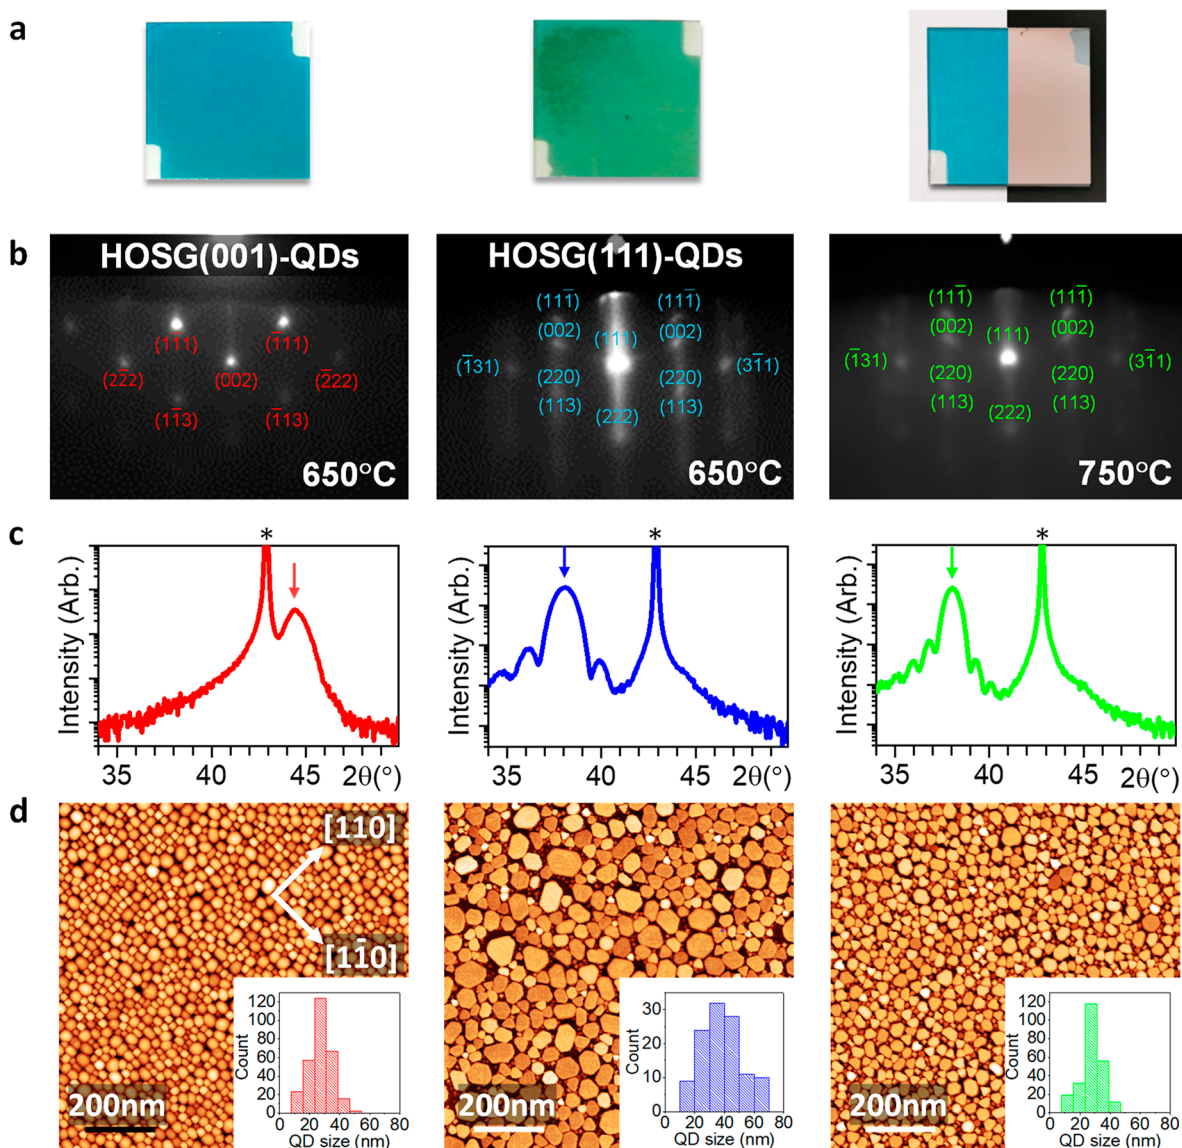 a
b
HOSG(001)-QDs
(11̅1)
(1̅11)
(22̅2)
(002)
(2̅22)
(11̅3)
(1̅13)
650°C
HOSG(111)-QDs
(111̅)
(111̅)
(002)
(111)
(002)
(1̅31)
(31̅1)
(220)
(220)
(113)
(113)
(222)
650°C
(111̅)
(111̅)
(002)
(111)
(002)
(1̅31)
(31̅1)
(220)
(220)
(113)
(113)
(222)
750°C
c
*
Intensity (Arb.)
35 40 45 2θ(°)
*
Intensity (Arb.)
35 40 45 2θ(°)
*
Intensity (Arb.)
35 40 45 2θ(°)
d
[110]
[11̅0]
200nm
Count
120
100
80
60
40
20
0
0 20 40 60 80
QD size (nm)
200nm
Count
30
20
10
0
0 20 40 60 80
QD size (nm)
200nm
Count
120
100
80
60
40
20
0
0 20 40 60 80
QD size (nm)